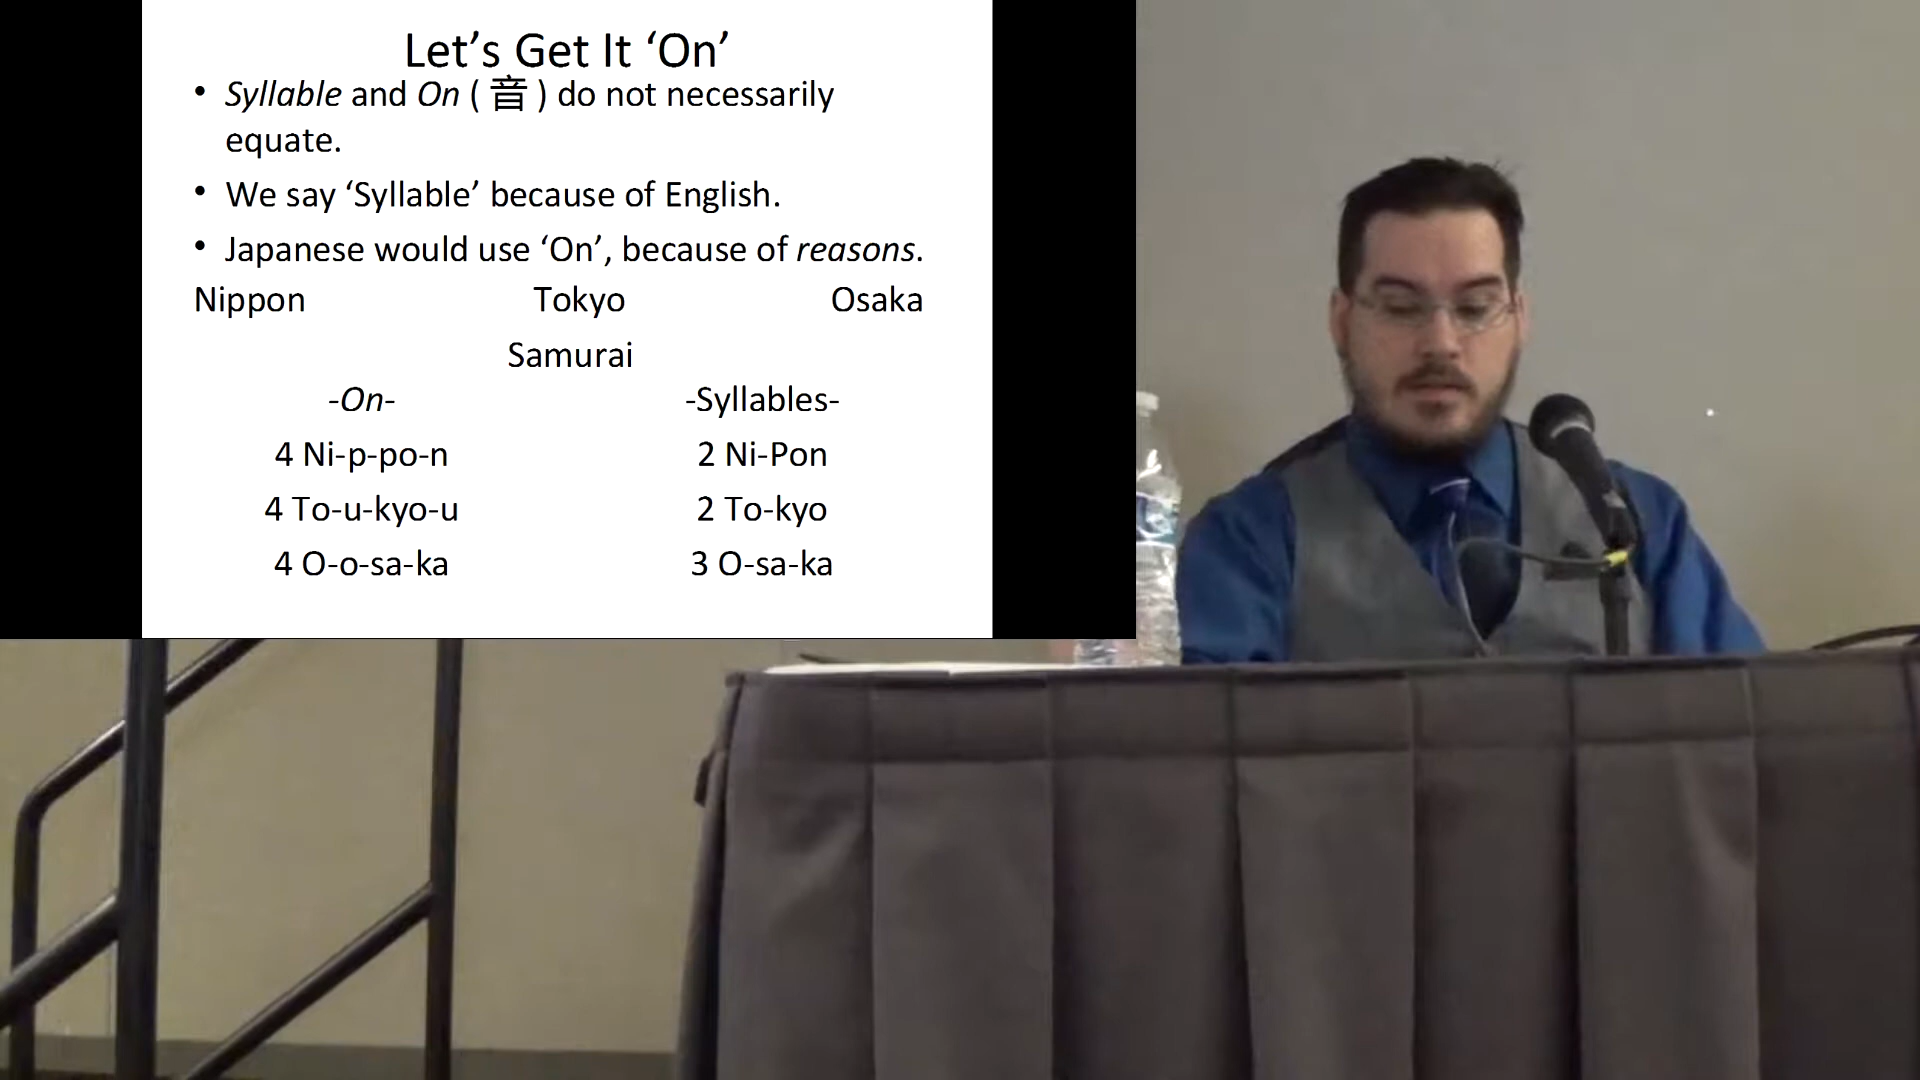 Let’s Get It ‘On’
• Syllable and On ( 音 ) do not necessarily
equate.
• We say ‘Syllable’ because of English.
• Japanese would use ‘On’, because of reasons.
Nippon Tokyo Osaka
Samurai
-On- -Syllables-
4 Ni-p-po-n 2 Ni-Pon
4 To-u-kyo-u 2 To-kyo
4 O-o-sa-ka 3 O-sa-ka